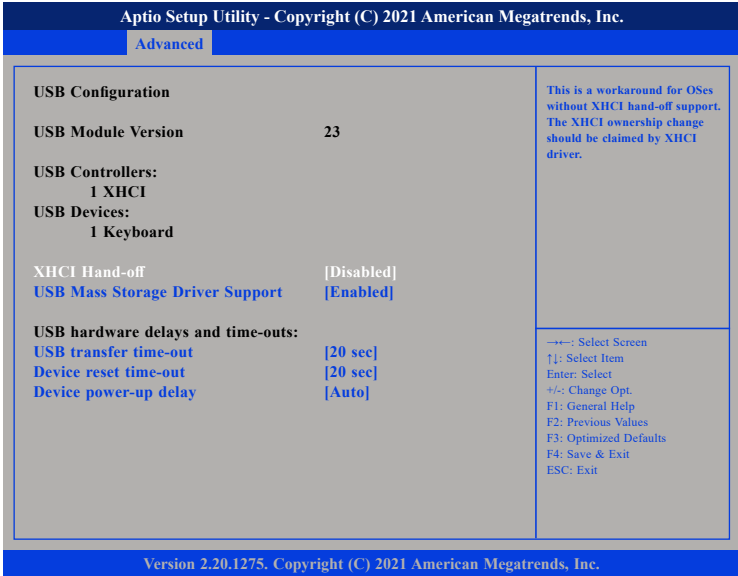 Aptio Setup Utility - Copyright (C) 2021 American Megatrends, Inc.
Advanced
USB Configuration
USB Module Version 23
USB Controllers:
1 XHCI
USB Devices:
1 Keyboard
XHCI Hand-off [Disabled]
USB Mass Storage Driver Support [Enabled]
USB hardware delays and time-outs:
USB transfer time-out [20 sec]
Device reset time-out [20 sec]
Device power-up delay [Auto]
This is a workaround for OSes
without XHCI hand-off support.
The XHCI ownership change
should be claimed by XHCI
driver.
→←: Select Screen
↑↓: Select Item
Enter: Select
+/-: Change Opt.
F1: General Help
F2: Previous Values
F3: Optimized Defaults
F4: Save & Exit
ESC: Exit
Version 2.20.1275. Copyright (C) 2021 American Megatrends, Inc.